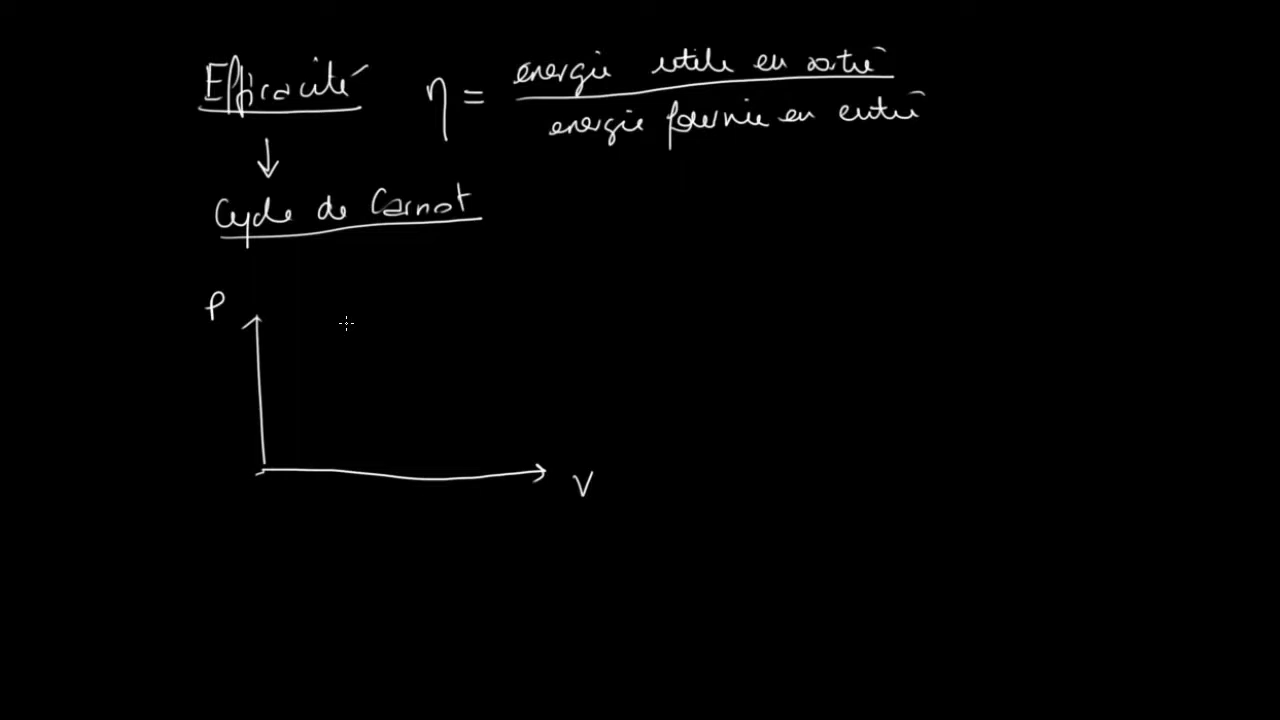 Efficacité η = energie utile en sortie
energie fournie en entrée
Cycle de Carnot
P
V